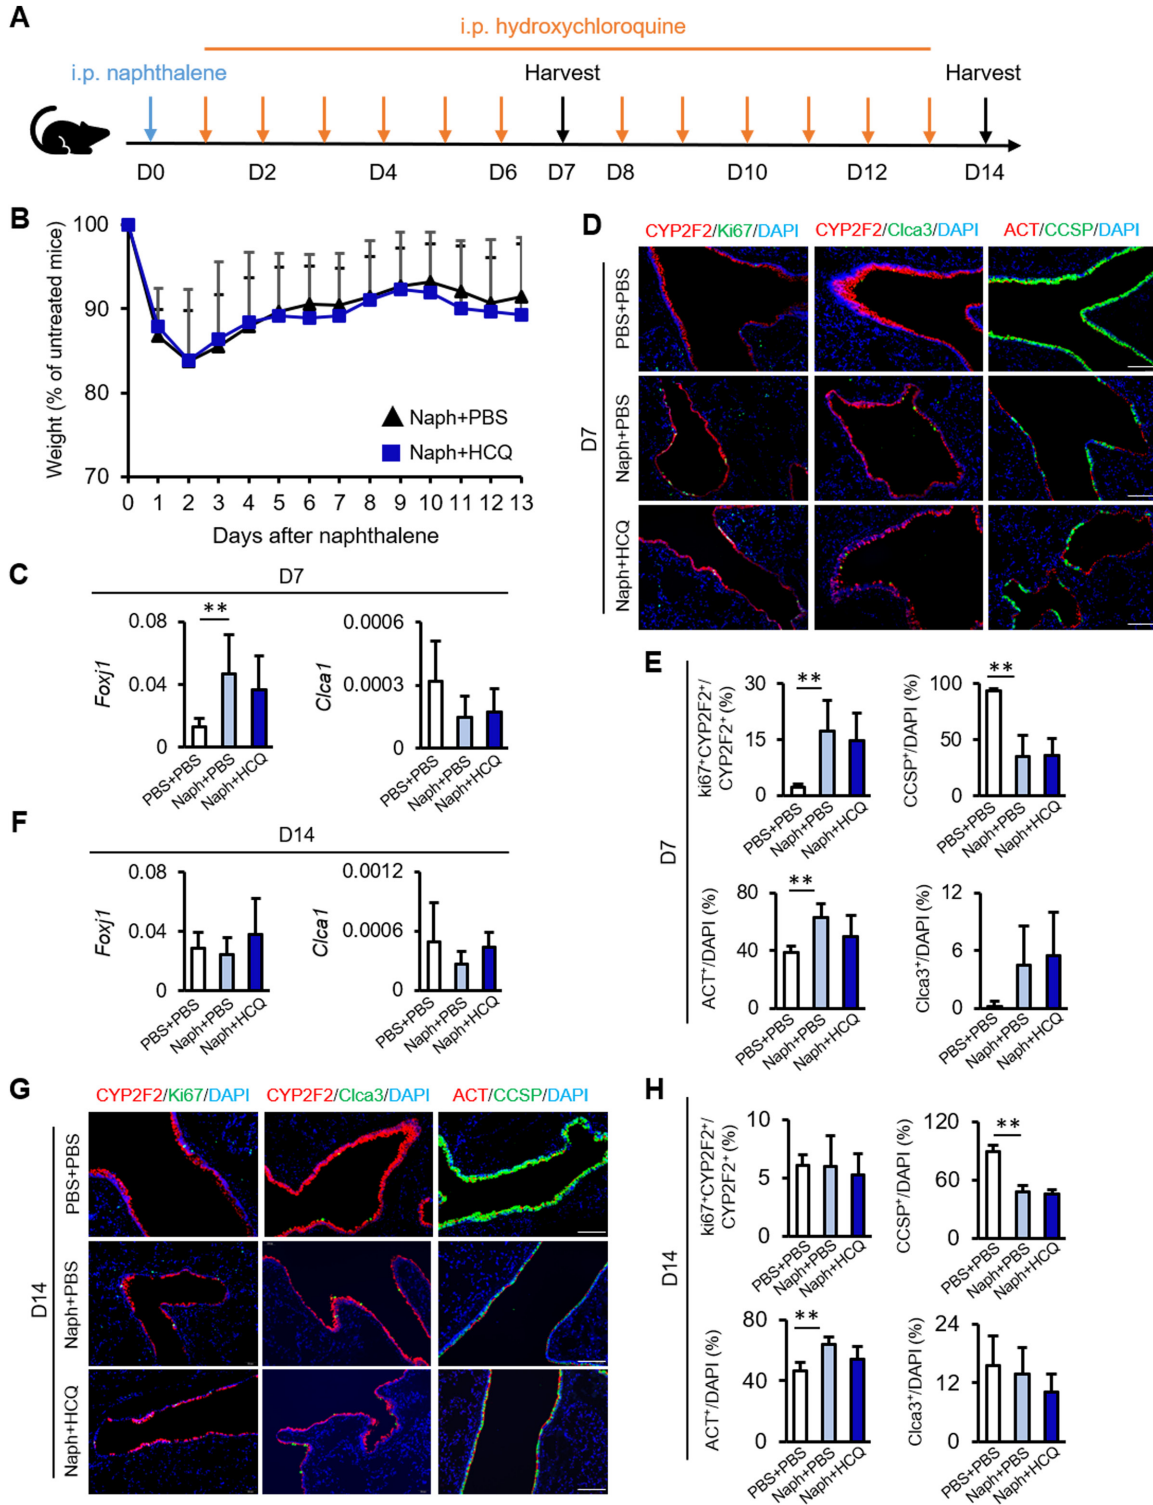 A
i.p. hydroxychloroquine
i.p. naphthalene
Harvest
Harvest
D0 D2 D4 D6 D7 D8 D10 D12 D14
B
Weight (% of untreated mice)
100
90
80
70
Naph+PBS
Naph+HCQ
0 1 2 3 4 5 6 7 8 9 10 11 12 13
Days after naphthalene
C
D7
Foxj1
0.08
0.04
0
**
PBS+PBS
Naph+PBS
Naph+HCQ
Clca1
0.0006
0.0003
0
PBS+PBS
Naph+PBS
Naph+HCQ
D
CYP2F2/Ki67/DAPI
CYP2F2/Clca3/DAPI
ACT/CCSP/DAPI
D7
PBS+PBS
Naph+PBS
Naph+HCQ
E
D7
ki67⁺CYP2F2⁺/
CYP2F2⁺ (%)
30
15
0
**
PBS+PBS
Naph+PBS
Naph+HCQ
CCSP⁺/DAPI (%)
100
50
0
**
PBS+PBS
Naph+PBS
Naph+HCQ
ACT⁺/DAPI (%)
80
40
0
**
PBS+PBS
Naph+PBS
Naph+HCQ
Clca3⁺/DAPI (%)
12
6
0
PBS+PBS
Naph+PBS
Naph+HCQ
F
D14
Foxj1
0.08
0.04
0
PBS+PBS
Naph+PBS
Naph+HCQ
Clca1
0.0012
0.0006
0
PBS+PBS
Naph+PBS
Naph+HCQ
G
CYP2F2/Ki67/DAPI
CYP2F2/Clca3/DAPI
ACT/CCSP/DAPI
D14
PBS+PBS
Naph+PBS
Naph+HCQ
H
D14
ki67⁺CYP2F2⁺/
CYP2F2⁺ (%)
10
5
0
PBS+PBS
Naph+PBS
Naph+HCQ
CCSP⁺/DAPI (%)
120
60
0
**
PBS+PBS
Naph+PBS
Naph+HCQ
ACT⁺/DAPI (%)
80
40
0
**
PBS+PBS
Naph+PBS
Naph+HCQ
Clca3⁺/DAPI (%)
24
12
0
PBS+PBS
Naph+PBS
Naph+HCQ